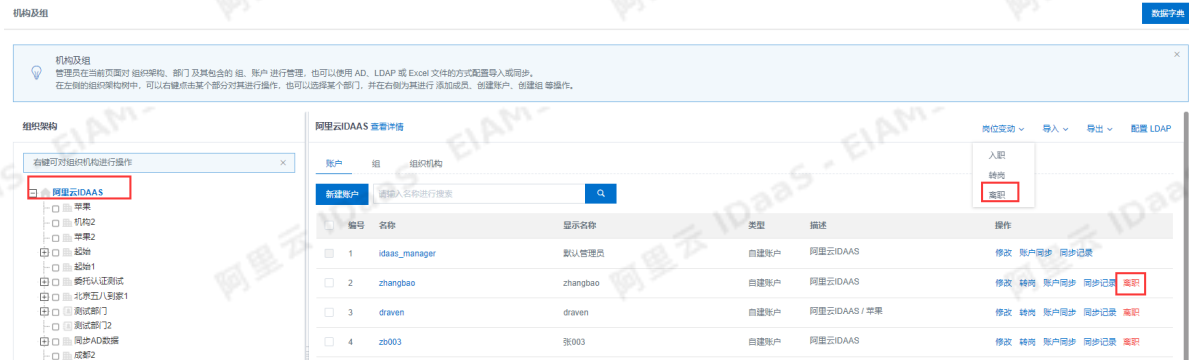 机构及组
数据字典
机构及组
管理员在当前页面对 组织架构、部门 及其包含的 组、账户 进行管理，也可以使用 AD、LDAP 或 Excel 文件的方式配置导入或同步。
在左侧的组织架构树中，可以右键点击某个部分对其进行操作，也可以选择某个部门，并在右侧为其进行 添加成员、创建账户、创建组 等操作。
组织架构
右键可对组织机构进行操作
阿里云IDAAS
苹果
机构2
苹果2
起始
起始1
委托认证测试
北京五八到家1
测试部门
测试部门2
同步AD数据
成都2
阿里云IDAAS 查看详情
岗位变动 导入 导出 配置 LDAP
入职
转岗
离职
账户 组 组织机构
新建账户 请输入名称进行搜索
编号 名称 显示名称 类型 描述 操作
1 idaas_manager 默认管理员 自建账户 阿里云IDAAS 修改 账户同步 同步记录
2 zhangbao zhangbao 自建账户 阿里云IDAAS 修改 转岗 账户同步 同步记录 离职
3 draven draven 自建账户 阿里云IDAAS / 苹果 修改 转岗 账户同步 同步记录 离职
4 zb003 张003 自建账户 阿里云IDAAS 修改 转岗 账户同步 同步记录 离职
阿里云 IDaaS - EIAM